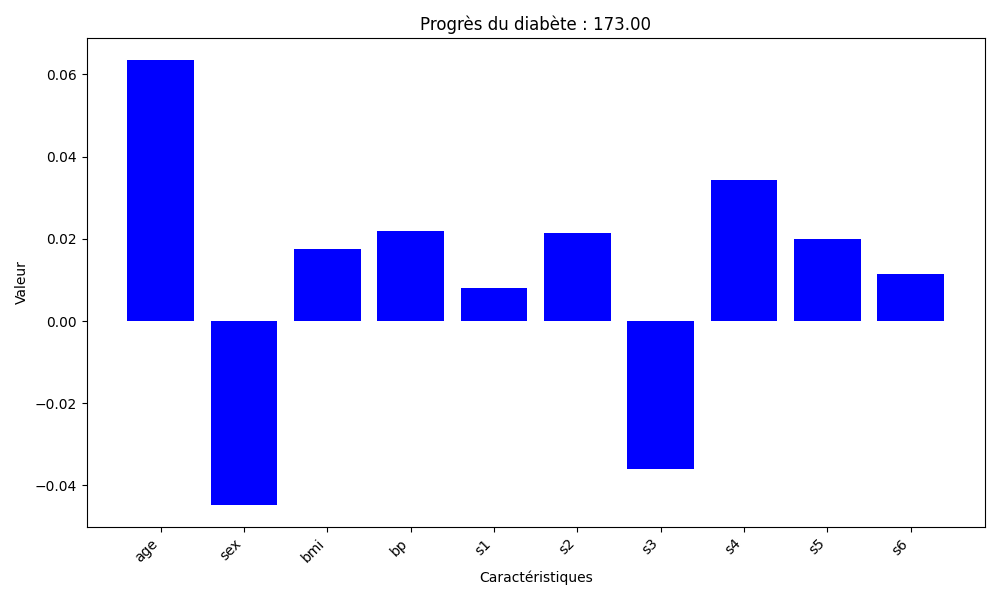 Progrès du diabète : 173.00
0.06
0.04
0.02
0.00
−0.02
−0.04
Valeur
age
sex
bmi
bp
s1
s2
s3
s4
s5
s6
Caractéristiques